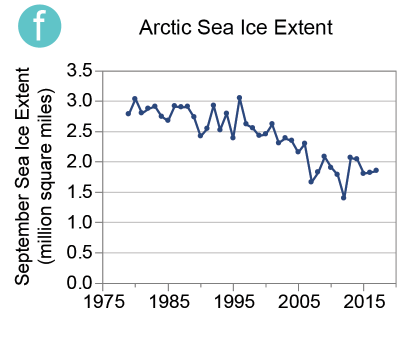 f
Arctic Sea Ice Extent
September Sea Ice Extent
(million square miles)
3.5
3.0
2.5
2.0
1.5
1.0
0.5
0.0
1975 1985 1995 2005 2015